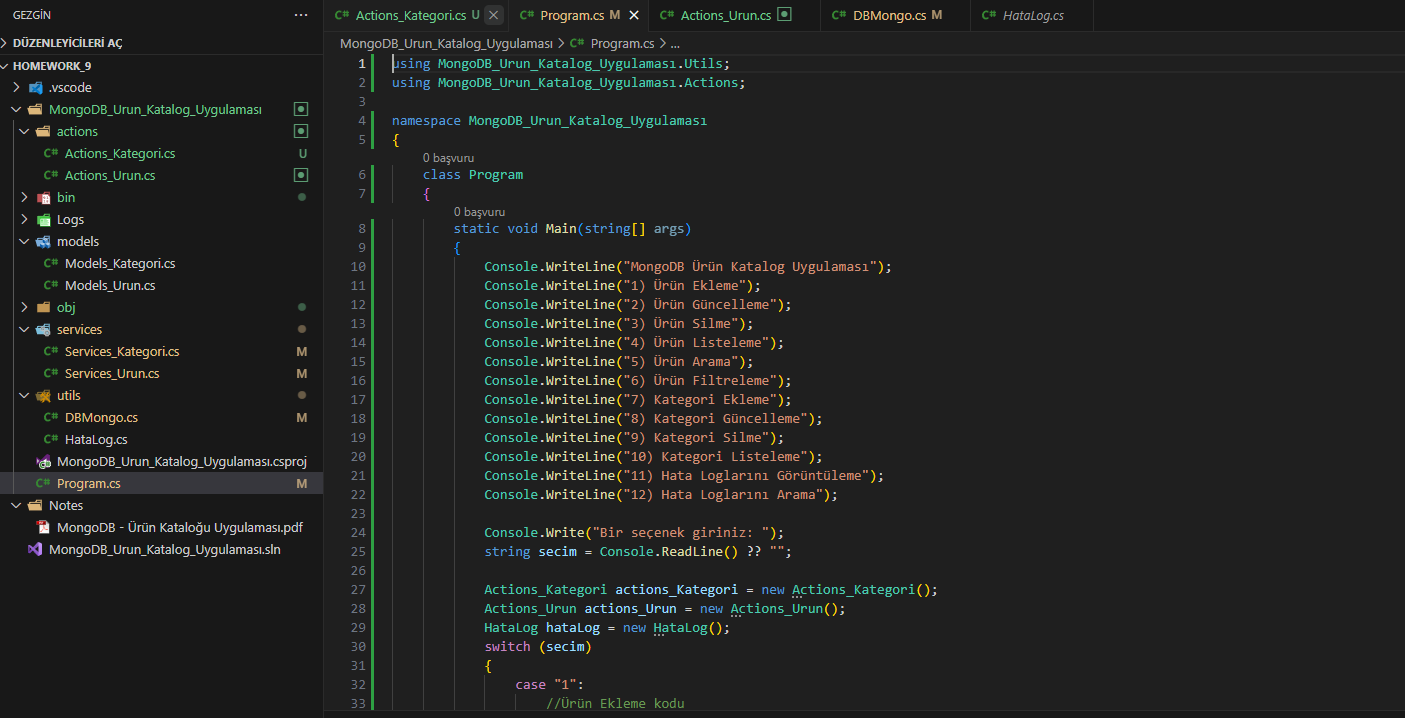 GEZGİN ···
DÜZENLEYİCİLERİ AÇ
HOMEWORK_9
.vscode
MongoDB_Urun_Katalog_Uygulaması
actions
C# Actions_Kategori.cs U
C# Actions_Urun.cs
bin
Logs
models
C# Models_Kategori.cs
C# Models_Urun.cs
obj
services
C# Services_Kategori.cs M
C# Services_Urun.cs M
utils
C# DBMongo.cs M
C# HataLog.cs
MongoDB_Urun_Katalog_Uygulaması.csproj
C# Program.cs M
Notes
MongoDB - Ürün Kataloğu Uygulaması.pdf
MongoDB_Urun_Katalog_Uygulaması.sln
C# Actions_Kategori.cs U C# Program.cs M C# Actions_Urun.cs C# DBMongo.cs M C# HataLog.cs
MongoDB_Urun_Katalog_Uygulaması > C# Program.cs > ...
1 using MongoDB_Urun_Katalog_Uygulaması.Utils;
2 using MongoDB_Urun_Katalog_Uygulaması.Actions;
3
4 namespace MongoDB_Urun_Katalog_Uygulaması
5 {
0 başvuru
6 class Program
7 {
0 başvuru
8 static void Main(string[] args)
9 {
10 Console.WriteLine("MongoDB Ürün Katalog Uygulaması");
11 Console.WriteLine("1) Ürün Ekleme");
12 Console.WriteLine("2) Ürün Güncelleme");
13 Console.WriteLine("3) Ürün Silme");
14 Console.WriteLine("4) Ürün Listeleme");
15 Console.WriteLine("5) Ürün Arama");
16 Console.WriteLine("6) Ürün Filtreleme");
17 Console.WriteLine("7) Kategori Ekleme");
18 Console.WriteLine("8) Kategori Güncelleme");
19 Console.WriteLine("9) Kategori Silme");
20 Console.WriteLine("10) Kategori Listeleme");
21 Console.WriteLine("11) Hata Loglarını Görüntüleme");
22 Console.WriteLine("12) Hata Loglarını Arama");
23
24 Console.Write("Bir seçenek giriniz: ");
25 string secim = Console.ReadLine() ?? "";
26
27 Actions_Kategori actions_Kategori = new Actions_Kategori();
28 Actions_Urun actions_Urun = new Actions_Urun();
29 HataLog hataLog = new HataLog();
30 switch (secim)
31 {
32 case "1":
33 //Ürün Ekleme kodu